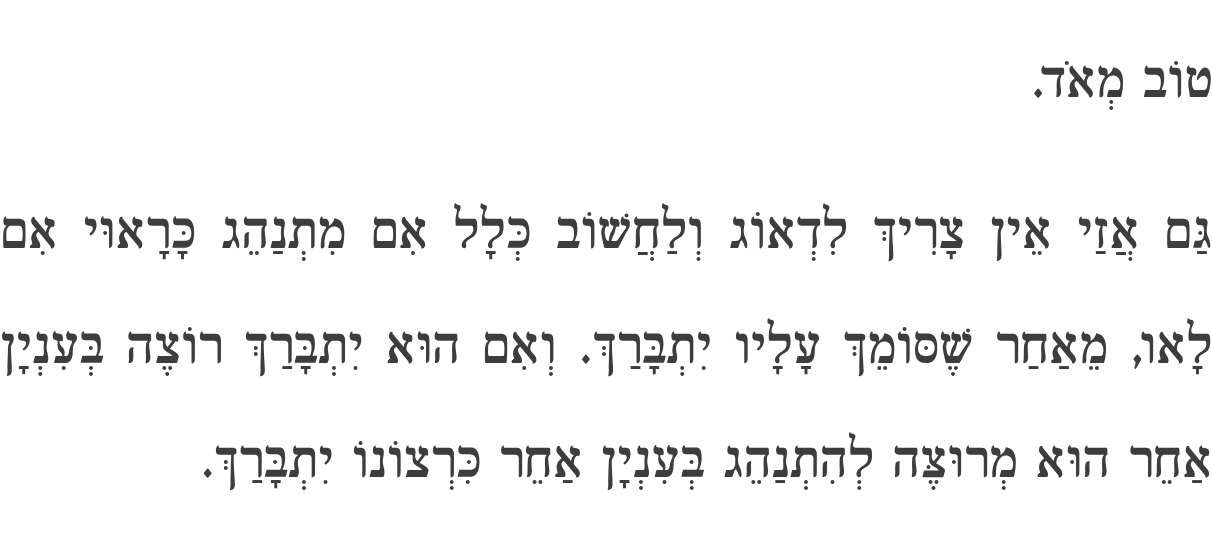 טוֹב מְאֹד.
גַּם אֲזַי אֵין צָרִיךְ לִדְאוֹג וְלַחֲשׁוֹב כְּלָל אִם מִתְנַהֵג כָּרָאוּי אִם
לָאו, מֵאַחַר שֶׁסּוֹמֵךְ עָלָיו יִתְבָּרַךְ. וְאִם הוּא יִתְבָּרַךְ רוֹצֶה בְּעִנְיָן
אַחֵר הוּא מְרוּצֶּה לְהִתְנַהֵג בְּעִנְיָן אַחֵר כִּרְצוֹנוֹ יִתְבָּרַךְ.